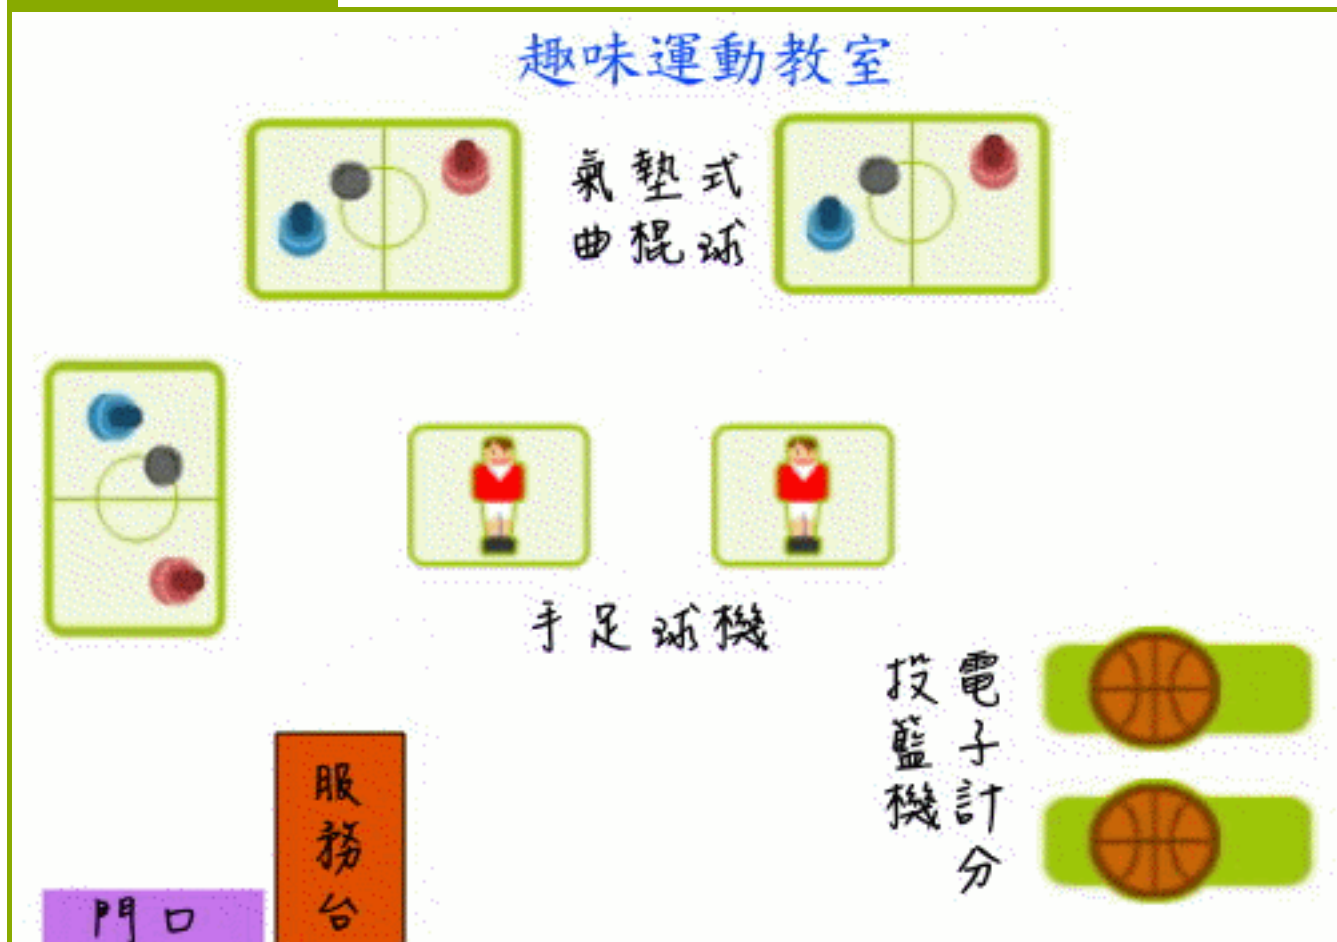 趣味運動教室
氣墊式
曲棍球
手足球機
電子計分
投籃機
服務台
門口